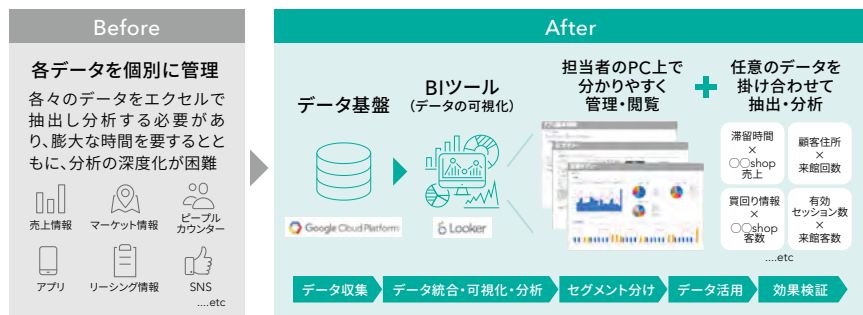 Before
各データを個別に管理
各々のデータをエクセルで
抽出し分析する必要があ
り、膨大な時間を要するとと
もに、分析の深度化が困難
売上情報
マーケット情報
ピープル
カウンター
アプリ
リーシング情報
SNS
....etc
After
データ基盤
Google Cloud Platform
BIツール
（データの可視化）
Looker
担当者のPC上で
分かりやすく
管理・閲覧
+
任意のデータを
掛け合わせて
抽出・分析
滞留時間
×
○○shop
売上
顧客住所
×
来館回数
買回り情報
×
○○shop
客数
有効
セッション数
×
来館客数
....etc
データ収集
データ統合・可視化・分析
セグメント分け
データ活用
効果検証